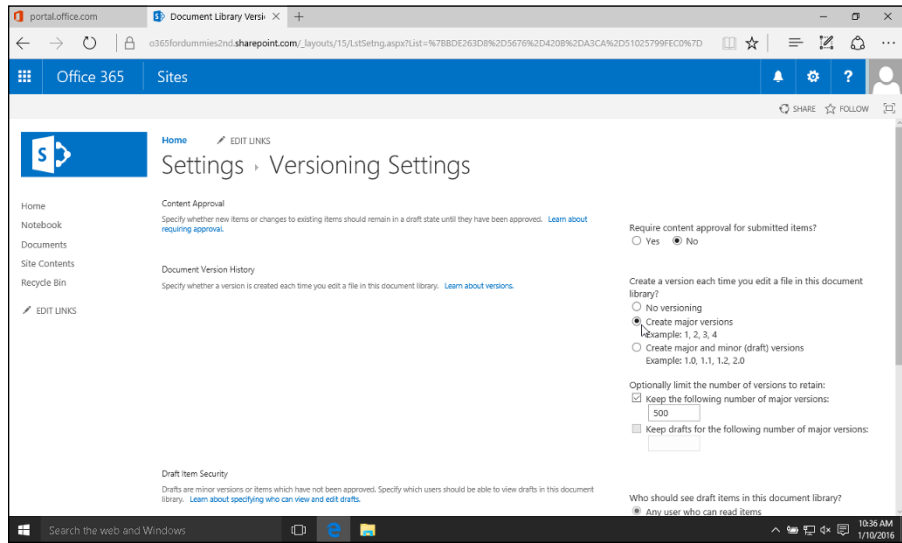 portal.office.com
Document Library Versi
o365fordummies2nd.sharepoint.com/_layouts/15/LstSetng.aspx?List=%7BBDE263D8%2D5676%2D4208%2DA3CA%2D51025799FEC0%7D
Office 365
Sites
?
SHARE
FOLLOW
S
Home
EDIT LINKS
Settings › Versioning Settings
Home
Notebook
Documents
Site Contents
Recycle Bin
EDIT LINKS
Content Approval
Specify whether new items or changes to existing items should remain in a draft state until they have been approved. Learn about
requiring approval.
Require content approval for submitted items?
Yes
No
Document Version History
Specify whether a version is created each time you edit a file in this document library. Learn about versions.
Create a version each time you edit a file in this document
library?
No versioning
Create major versions
Example: 1, 2, 3, 4
Create major and minor (draft) versions
Example: 1.0, 1.1, 1.2, 2.0
Optionally limit the number of versions to retain:
Keep the following number of major versions:
500
Keep drafts for the following number of major versions:
Draft Item Security
Drafts are minor versions or items which have not been approved. Specify which users should be able to view drafts in this document
library. Learn about specifying who can view and edit drafts.
Who should see draft items in this document library?
Any user who can read items
Search the web and Windows
10:36 AM
1/10/2016